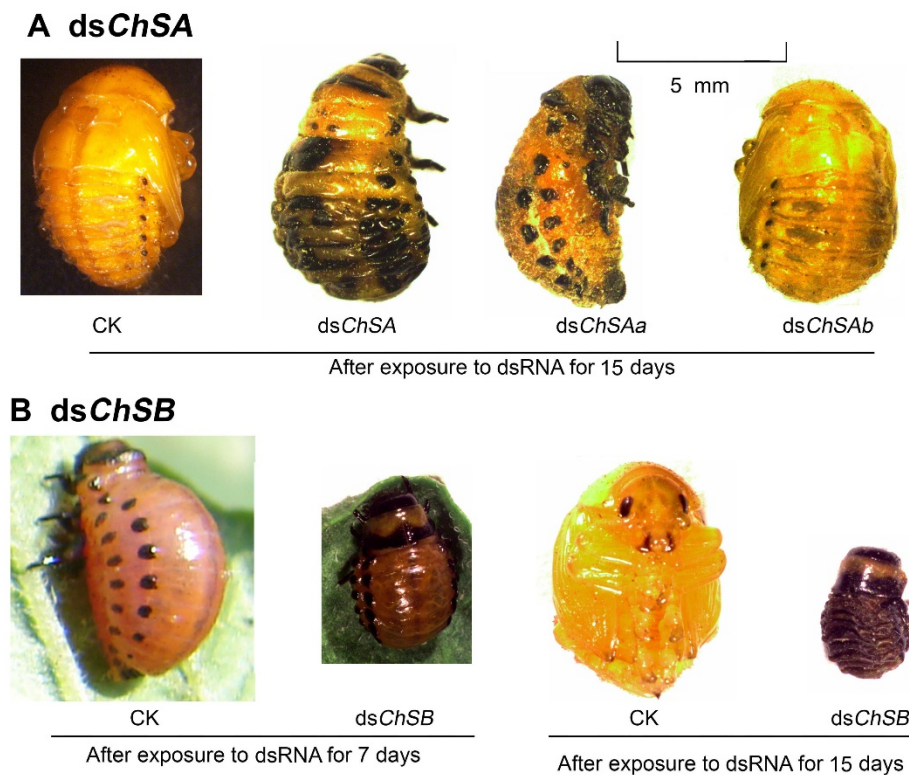 A dsChSA
5 mm
CK
dsChSA
dsChSAa
dsChSAb
After exposure to dsRNA for 15 days
B dsChSB
CK
dsChSB
CK
dsChSB
After exposure to dsRNA for 7 days
After exposure to dsRNA for 15 days